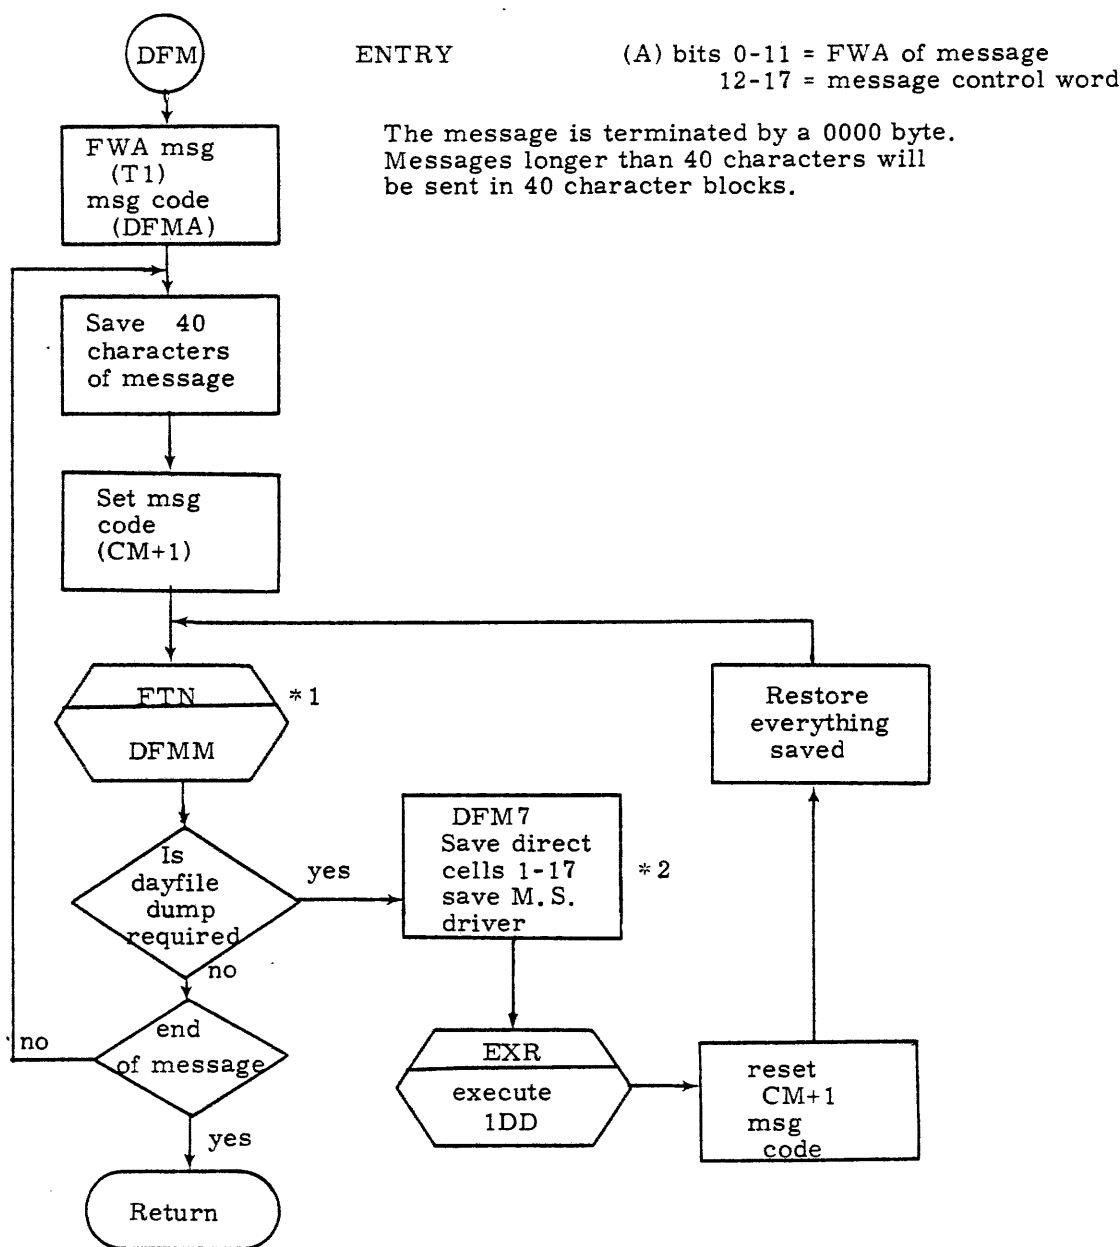 DFM
ENTRY
(A) bits 0-11 = FWA of message
12-17 = message control word
The message is terminated by a 0000 byte.
Messages longer than 40 characters will
be sent in 40 character blocks.
FWA msg
(T1)
msg code
(DFMA)
Save 40
characters
of message
Set msg
code
(CM+1)
FTN
*1
DFMM
Restore
everything
saved
Is
dayfile
dump
required
yes
no
DFM7
Save direct
cells 1-17
save M.S.
driver
*2
end
of message
no
yes
EXR
execute
1DD
reset
CM+1
msg
code
Return